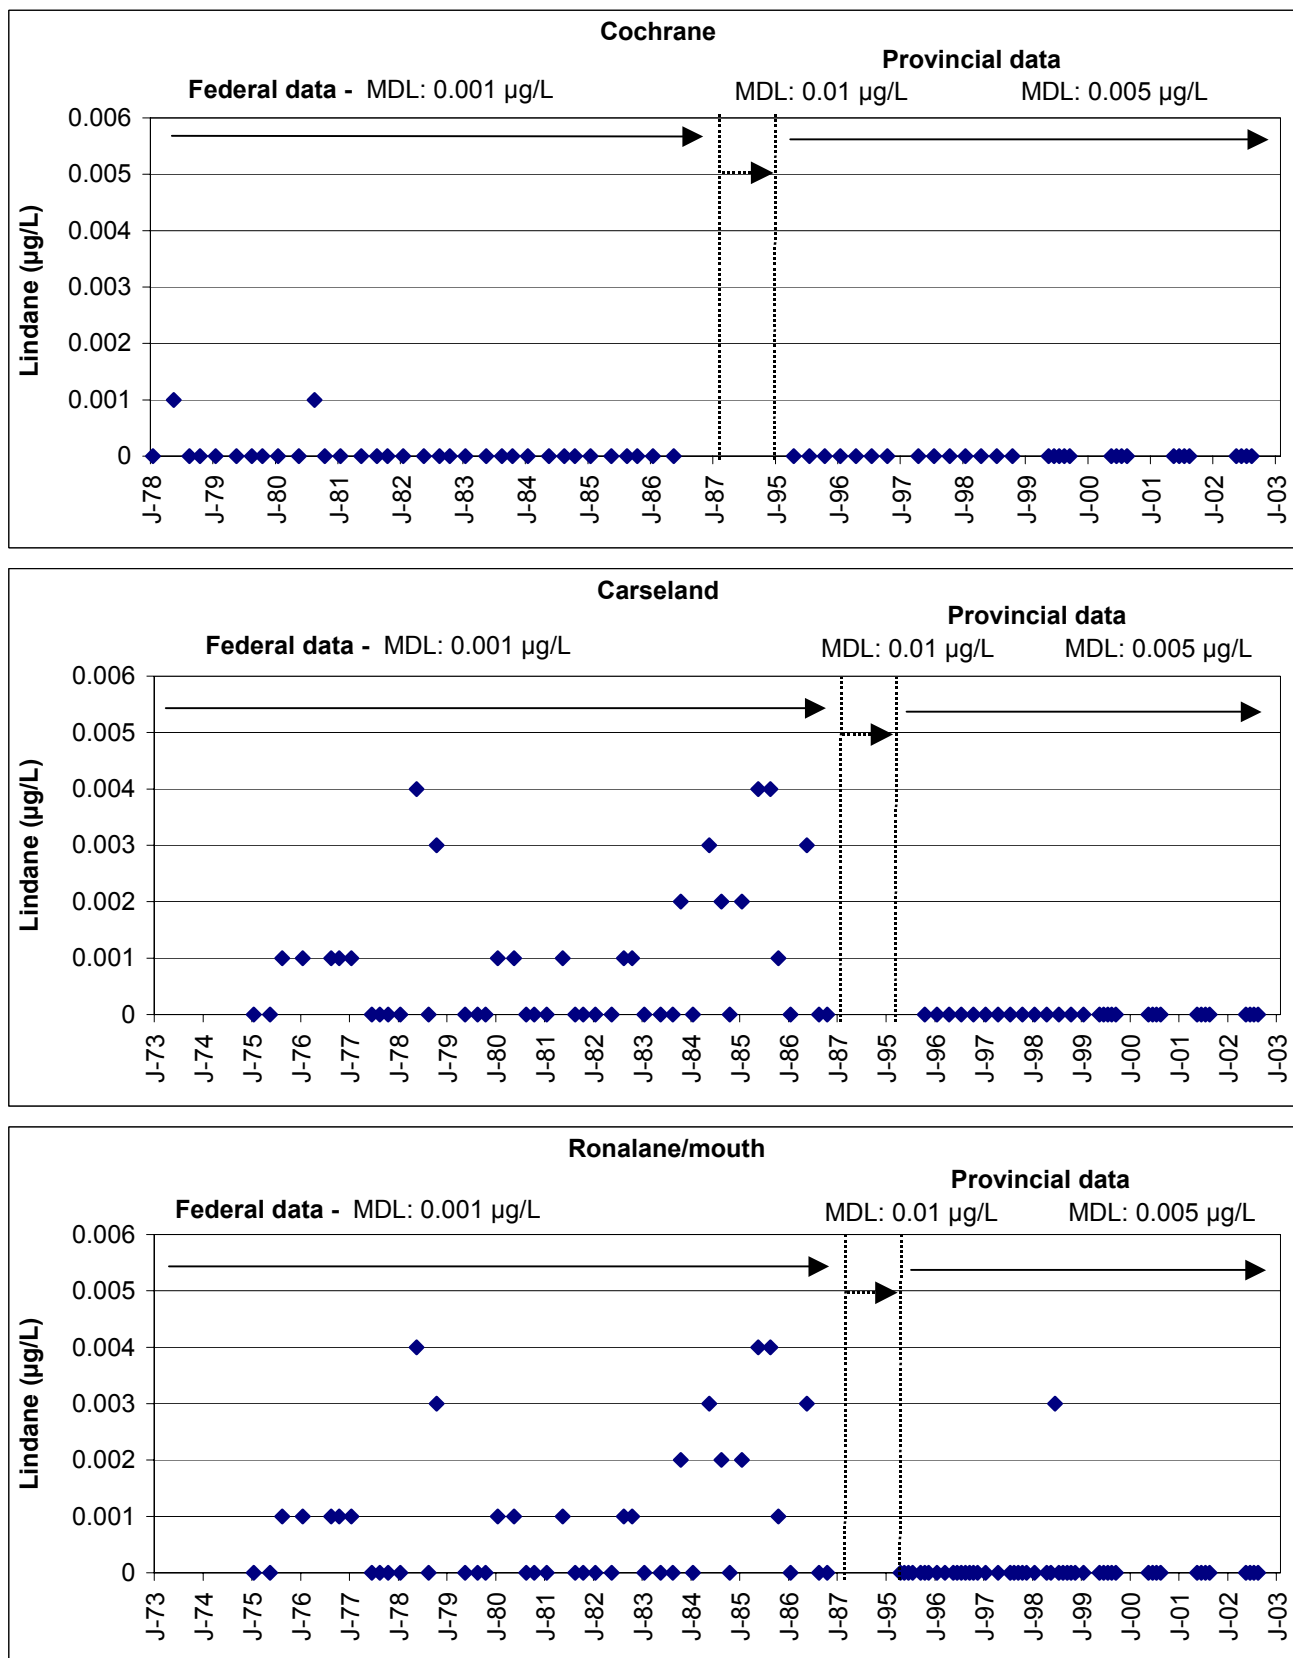 Cochrane
Provincial data
Federal data - MDL: 0.001 µg/L MDL: 0.01 µg/L MDL: 0.005 µg/L
Lindane (µg/L)
0.006
0.005
0.004
0.003
0.002
0.001
0
J-78 J-79 J-80 J-81 J-82 J-83 J-84 J-85 J-86 J-87 J-95 J-96 J-97 J-98 J-99 J-00 J-01 J-02 J-03
Carseland
Provincial data
Federal data - MDL: 0.001 µg/L MDL: 0.01 µg/L MDL: 0.005 µg/L
Lindane (µg/L)
0.006
0.005
0.004
0.003
0.002
0.001
0
J-73 J-74 J-75 J-76 J-77 J-78 J-79 J-80 J-81 J-82 J-83 J-84 J-85 J-86 J-87 J-95 J-96 J-97 J-98 J-99 J-00 J-01 J-02 J-03
Ronalane/mouth
Provincial data
Federal data - MDL: 0.001 µg/L MDL: 0.01 µg/L MDL: 0.005 µg/L
Lindane (µg/L)
0.006
0.005
0.004
0.003
0.002
0.001
0
J-73 J-74 J-75 J-76 J-77 J-78 J-79 J-80 J-81 J-82 J-83 J-84 J-85 J-86 J-87 J-95 J-96 J-97 J-98 J-99 J-00 J-01 J-02 J-03